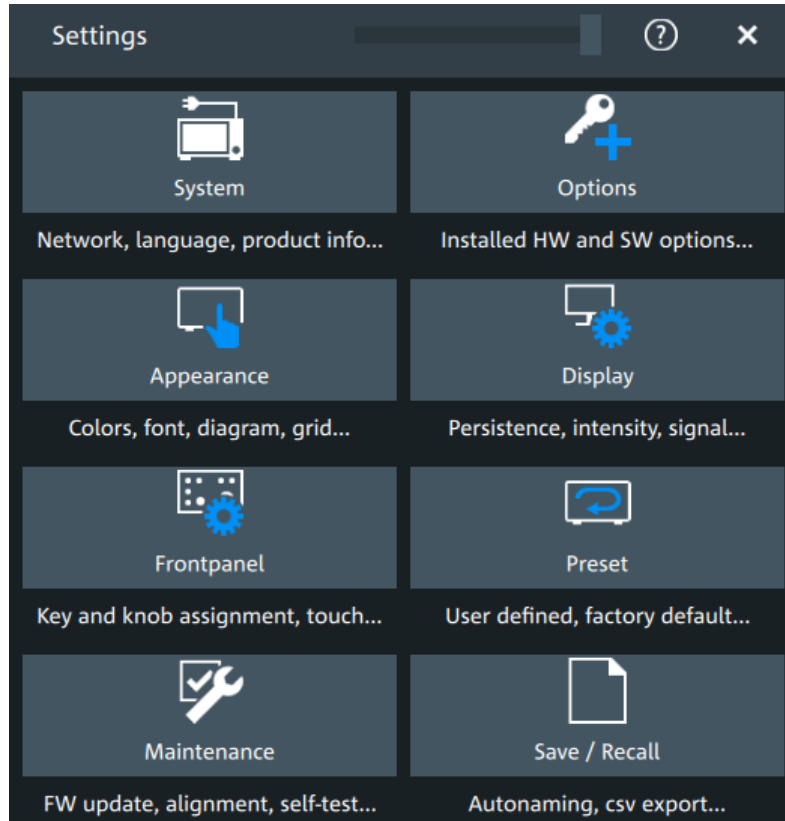 Settings
?
System
Options
Network, language, product info...
Installed HW and SW options...
Appearance
Display
Colors, font, diagram, grid...
Persistence, intensity, signal...
Frontpanel
Preset
Key and knob assignment, touch...
User defined, factory default...
Maintenance
Save / Recall
FW update, alignment, self-test...
Autonaming, csv export...